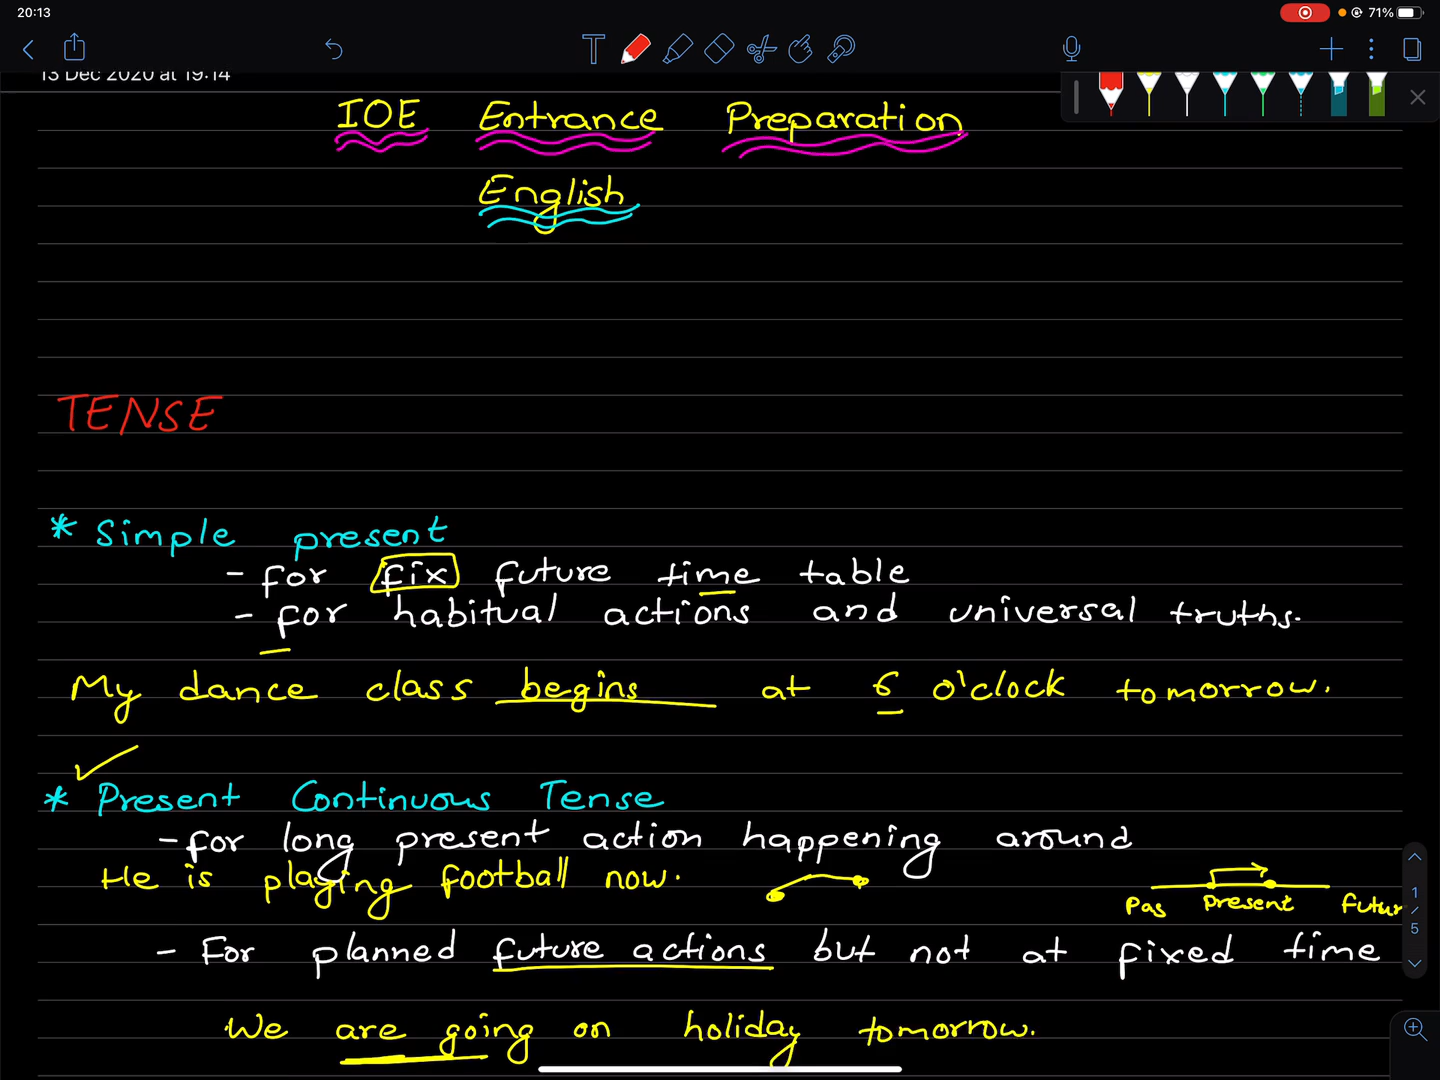 20:13
71%
13 Dec 2020 at 19:14
IOE Entrance Preparation
English
TENSE
* Simple present
- for fix future time table
- for habitual actions and universal truths.
My dance class begins at 6 o'clock tomorrow.
* Present Continuous Tense
- for long present action happening around
He is playing football now.
Pas Present futur
1
/
5
- For planned future actions but not at fixed time
We are going on holiday tomorrow.